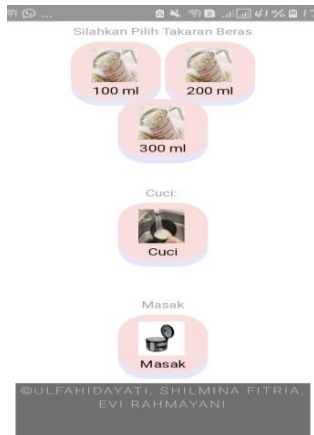 41%
Silahkan Pilih Takaran Beras
100 ml
200 ml
300 ml
Cuci:
Cuci
Masak
Masak
©ULFAHIDAYATI, SHILMINA FITRIA,
EVI RAHMAYANI